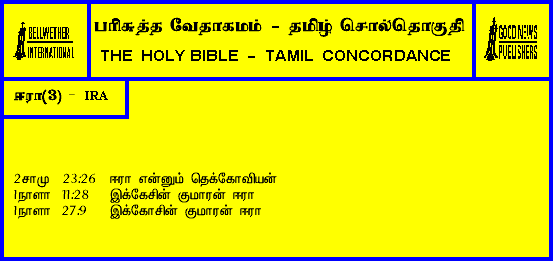 BELLWETHER
INTERNATIONAL
பரிசுத்த வேதாகமம் - தமிழ் சொல்தொகுதி
THE HOLY BIBLE - TAMIL CONCORDANCE
GOOD NEWS
PUBLISHERS
ஈரா(3) - IRA
2சாமு 23:26 ஈரா என்னும் தெக்கோவியன்
1நாளா 11:28 இக்கேசின் குமாரன் ஈரா
1நாளா 27:9 இக்கோசின் குமாரன் ஈரா